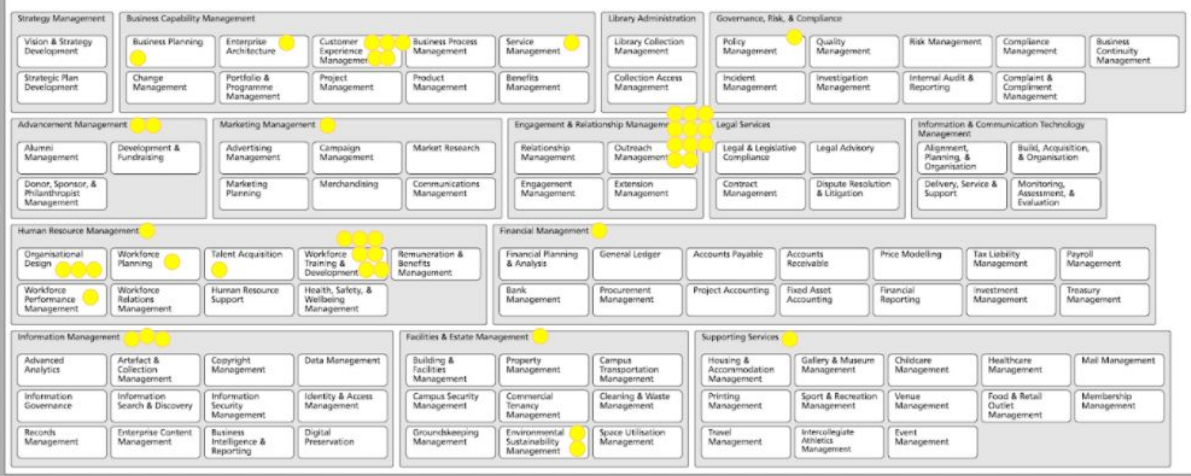 Strategy Management
Vision & Strategy
Development
Strategic Plan
Development
Business Capability Management
Business Planning
Enterprise
Architecture
Customer
Experience
Management
Business Process
Management
Service
Management
Change
Management
Portfolio &
Programme
Management
Project
Management
Product
Management
Benefits
Management
Library Administration
Library Collection
Management
Collection Access
Management
Governance, Risk, & Compliance
Policy
Management
Quality
Management
Risk Management
Compliance
Management
Business
Continuity
Management
Incident
Management
Investigation
Management
Internal Audit &
Reporting
Complaint &
Compliment
Management
Advancement Management
Alumni
Management
Development &
Fundraising
Donor, Sponsor, &
Philanthropist
Management
Marketing Management
Advertising
Management
Campaign
Management
Market Research
Marketing
Planning
Merchandising
Communications
Management
Engagement & Relationship
Relationship
Management
Outreach
Management
Engagement
Management
Extension
Management
Legal Services
Legal & Legislative
Compliance
Legal Advisory
Contract
Management
Dispute Resolution
& Litigation
Information & Communication Technology
Management
Alignment,
Planning, &
Organisation
Build, Acquisition,
& Organisation
Delivery, Service &
Support
Monitoring,
Assessment, &
Evaluation
Human Resource Management
Organisational
Design
Workforce
Planning
Talent Acquisition
Workforce
Training &
Development
Remuneration &
Benefits
Management
Workforce
Performance
Management
Workforce
Relations
Management
Human Resource
Support
Health, Safety, &
Wellbeing
Management
Financial Management
Financial Planning
& Analysis
General Ledger
Accounts Payable
Accounts
Receivable
Price Modelling
Tax Liability
Management
Payroll
Management
Bank
Management
Procurement
Management
Project Accounting
Fixed Asset
Accounting
Financial
Reporting
Investment
Management
Treasury
Management
Information Management
Advanced
Analytics
Artefact &
Collection
Management
Copyright
Management
Data Management
Information
Governance
Information
Search & Discovery
Information
Security
Management
Identity & Access
Management
Records
Management
Enterprise Content
Management
Business
Intelligence &
Reporting
Digital
Preservation
Facilities & Estate Management
Building &
Facilities
Management
Property
Management
Campus
Transportation
Management
Campus Security
Management
Commercial
Tenancy
Management
Cleaning & Waste
Management
Groundskeeping
Management
Environmental
Sustainability
Management
Space Utilisation
Management
Supporting Services
Housing &
Accommodation
Management
Gallery & Museum
Management
Childcare
Management
Healthcare
Management
Mail Management
Printing
Management
Sport & Recreation
Management
Venue
Management
Food & Retail
Outlet
Management
Membership
Management
Travel
Management
Intercollegiate
Athletics
Management
Event
Management